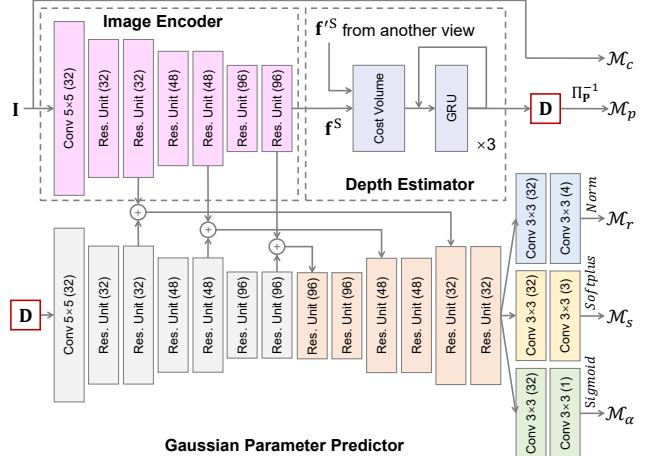 Image Encoder
I
Conv 5×5 (32)
Res. Unit (32)
Res. Unit (32)
Res. Unit (48)
Res. Unit (48)
Res. Unit (96)
Res. Unit (96)
f^S
f′^S from another view
Cost Volume
GRU
×3
Depth Estimator
D
Π_P^{-1}
M_c
M_p
D
Conv 5×5 (32)
Res. Unit (32)
Res. Unit (32)
Res. Unit (48)
Res. Unit (48)
Res. Unit (96)
Res. Unit (96)
Res. Unit (96)
Res. Unit (96)
Res. Unit (48)
Res. Unit (48)
Res. Unit (32)
Res. Unit (32)
+
+
+
Conv 3×3 (32)
Conv 3×3 (4)
Norm
M_r
Conv 3×3 (32)
Conv 3×3 (3)
Softplus
M_s
Conv 3×3 (32)
Conv 3×3 (1)
Sigmoid
M_α
Gaussian Parameter Predictor